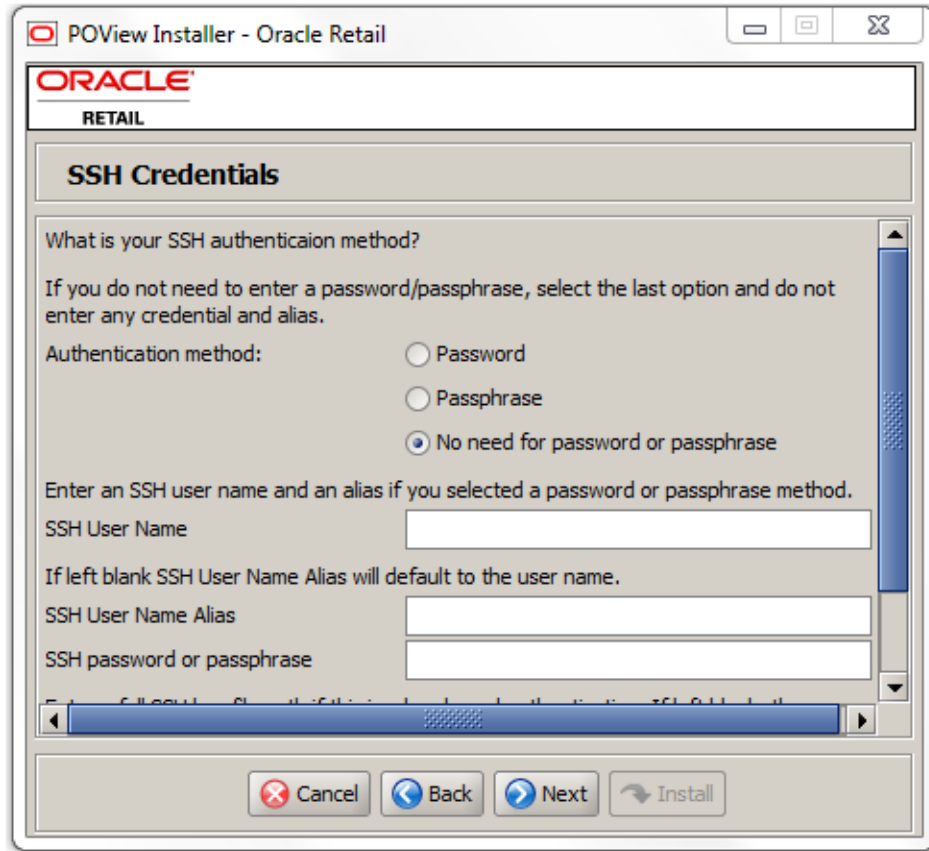 POView Installer - Oracle Retail
ORACLE
RETAIL
SSH Credentials
What is your SSH authenticaion method?
If you do not need to enter a password/passphrase, select the last option and do not
enter any credential and alias.
Authentication method:
Password
Passphrase
No need for password or passphrase
Enter an SSH user name and an alias if you selected a password or passphrase method.
SSH User Name
If left blank SSH User Name Alias will default to the user name.
SSH User Name Alias
SSH password or passphrase
Cancel
Back
Next
Install